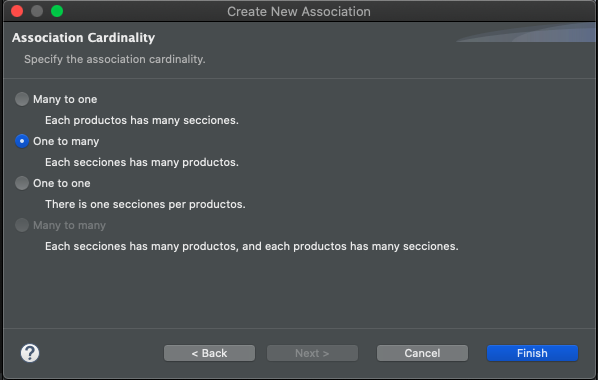 Create New Association
Association Cardinality
Specify the association cardinality.
Many to one
Each productos has many secciones.
One to many
Each secciones has many productos.
One to one
There is one secciones per productos.
Many to many
Each secciones has many productos, and each productos has many secciones.
?
< Back
Next >
Cancel
Finish